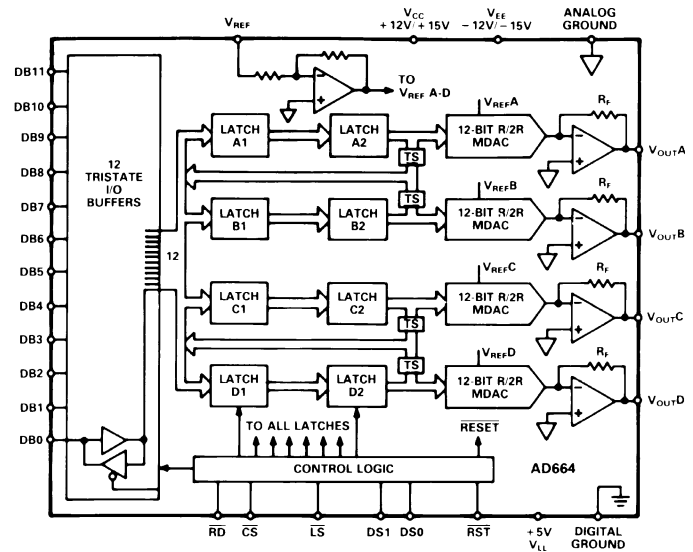 VREF
VCC
+12V/+15V
VEE
−12V/−15V
ANALOG
GROUND
DB11
DB10
DB9
DB8
DB7
DB6
DB5
DB4
DB3
DB2
DB1
DB0
12
TRISTATE
I/O
BUFFERS
12
TO
VREF A-D
LATCH
A1
LATCH
A2
TS
VREFA
12-BIT R/2R
MDAC
RF
VOUTA
TS
LATCH
B1
LATCH
B2
VREFB
12-BIT R/2R
MDAC
RF
VOUTB
LATCH
C1
LATCH
C2
TS
VREFC
12-BIT R/2R
MDAC
RF
VOUTC
TS
LATCH
D1
LATCH
D2
VREFD
12-BIT R/2R
MDAC
RF
VOUTD
TO ALL LATCHES
RESET
CONTROL LOGIC
AD664
RD
CS
LS
DS1
DS0
RST
+5V
VLL
DIGITAL
GROUND